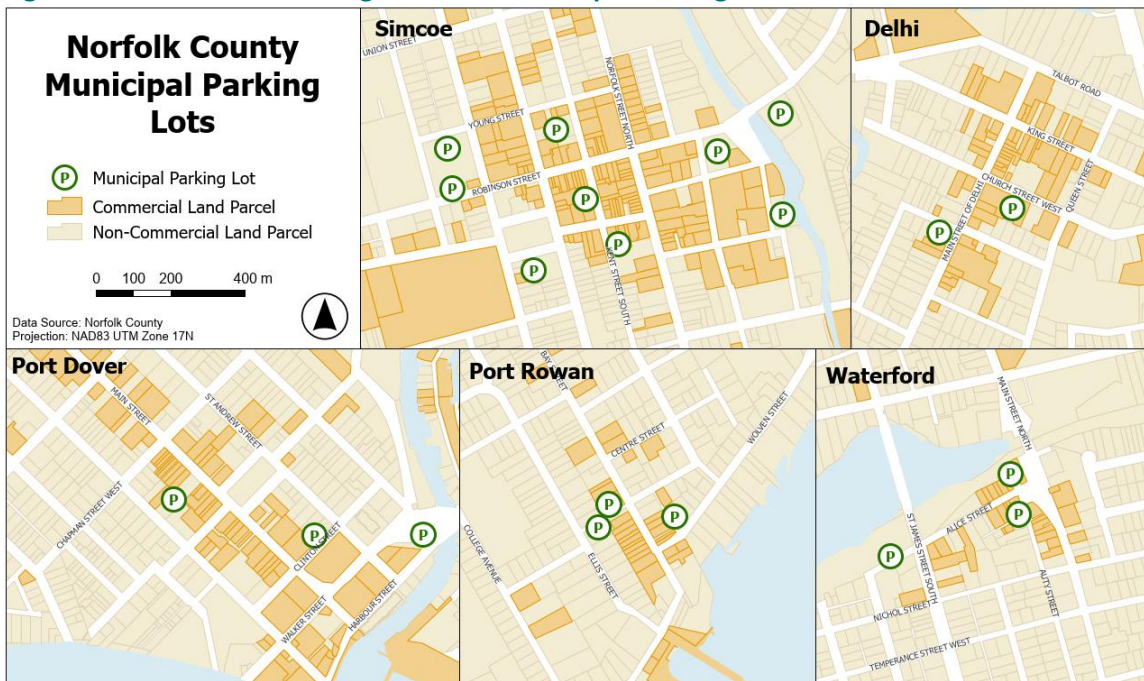 Norfolk County
Municipal Parking
Lots
P Municipal Parking Lot
Commercial Land Parcel
Non-Commercial Land Parcel
0 100 200 400 m
Data Source: Norfolk County
Projection: NAD83 UTM Zone 17N
Simcoe
UNION STREET
NORFOLK STREET NORTH
YOUNG STREET
ROBINSON STREET
KENT STREET SOUTH
P
P
P
P
P
P
P
P
P
Delhi
TALBOT ROAD
KING STREET
CHURCH STREET WEST
QUEEN STREET
MAIN STREET OF DELHI
P
P
Port Dover
MAIN STREET
ST ANDREW STREET
CHAPMAN STREET WEST
CLINTON STREET
WALKER STREET
HARBOUR STREET
P
P
P
Port Rowan
BAY STREET
CENTRE STREET
WOLVEN STREET
COLLEGE AVENUE
ELLIS STREET
P
P
P
Waterford
MAIN STREET NORTH
ALICE STREET
ST JAMES STREET SOUTH
AUTY STREET
NICHOL STREET
TEMPERANCE STREET WEST
P
P
P